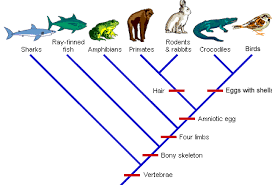 Sharks
Ray-finned
fish
Amphibians
Primates
Rodents
& rabbits
Crocodiles
Birds
Hair
Eggs with shells
Amniotic egg
Four limbs
Bony skeleton
Vertebrae